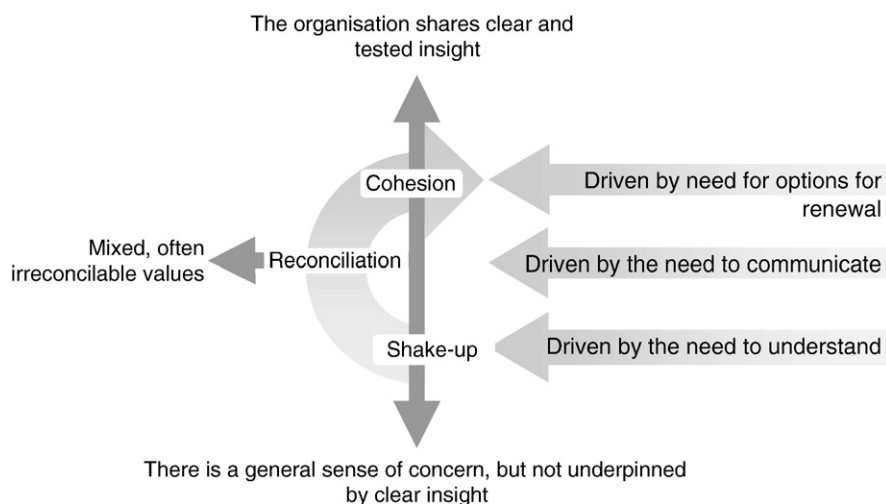 The organisation shares clear and
tested insight
Cohesion
Driven by need for options for
renewal
Mixed, often
irreconcilable values
Reconciliation
Driven by the need to communicate
Shake-up
Driven by the need to understand
There is a general sense of concern, but not underpinned
by clear insight